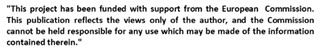 "This project has been funded with support from the European Commission.
This publication reflects the views only of the author, and the Commission
cannot be held responsible for any use which may be made of the information
contained therein."